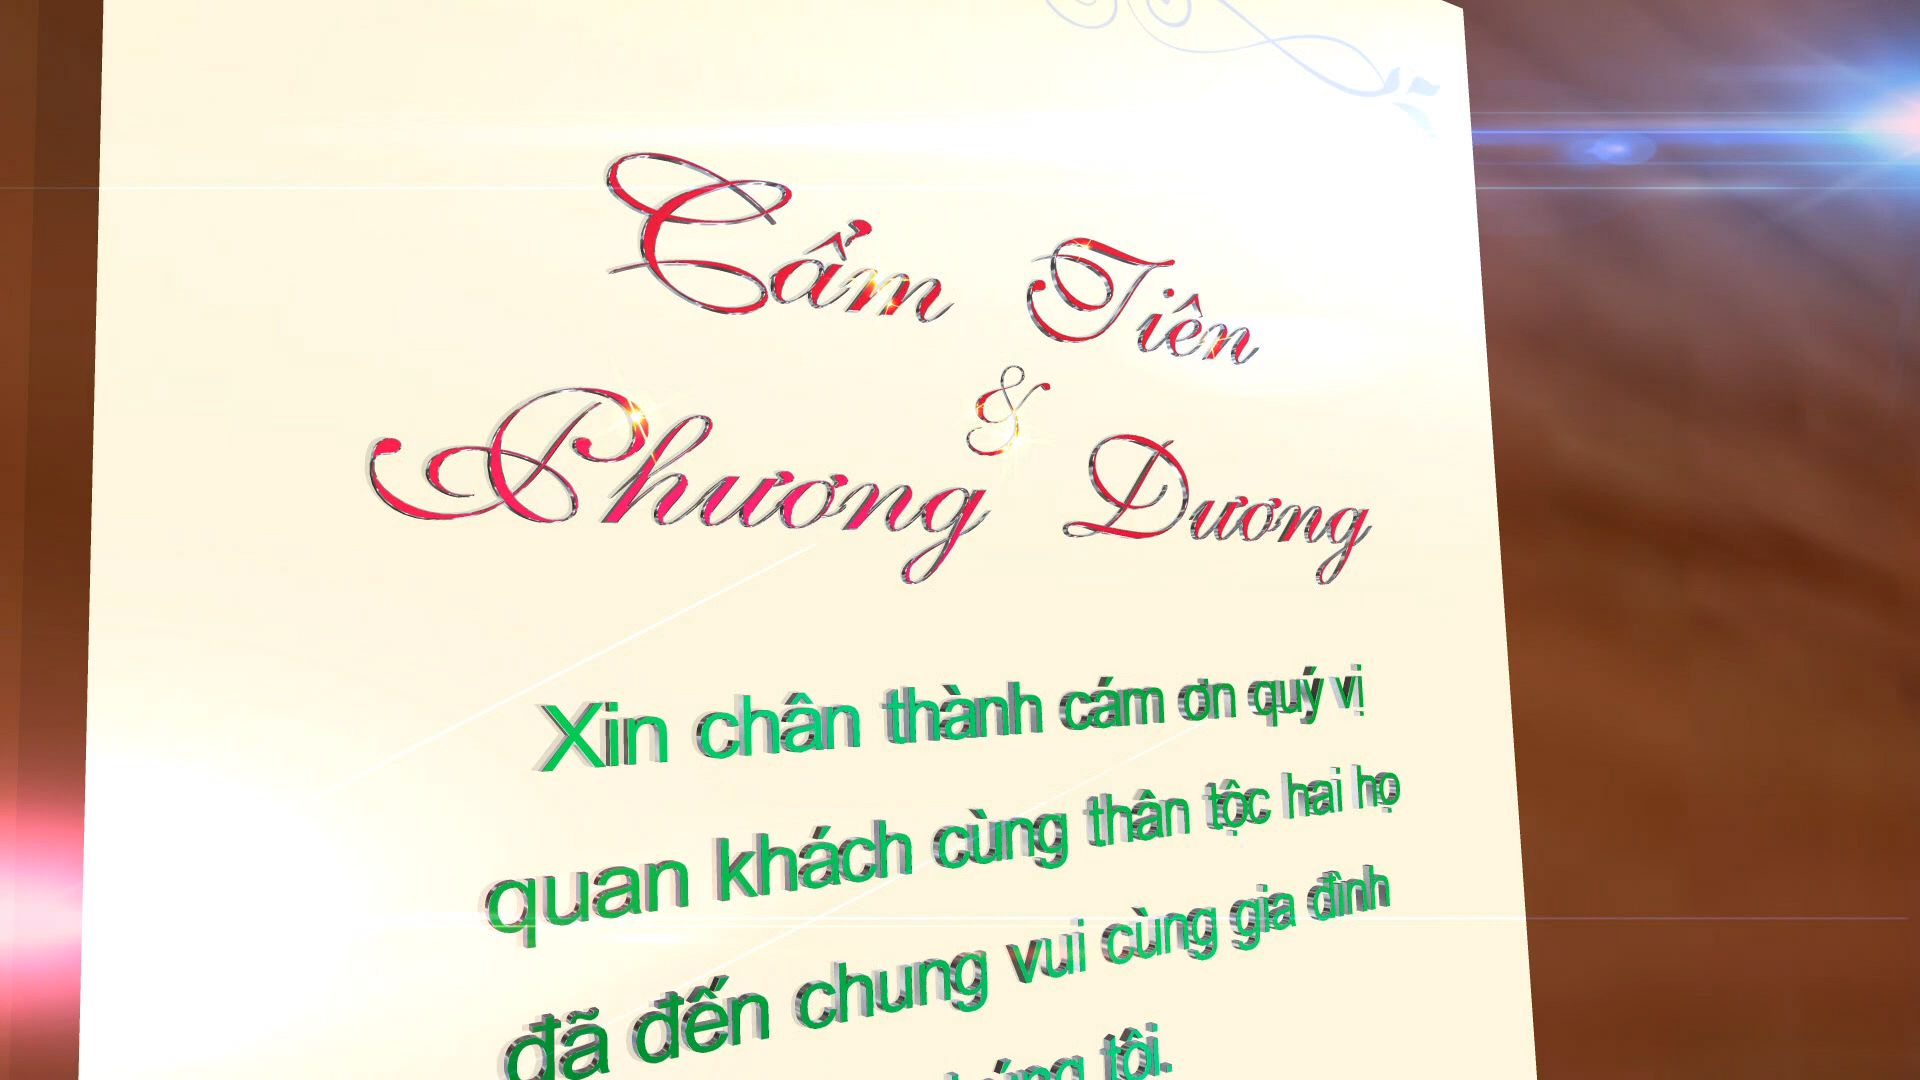 Cẩm Tiên
&
Phương Dương
Xin chân thành cám ơn quý vị
quan khách cùng thân tộc hai họ
đã đến chung vui cùng gia đình
tôi.